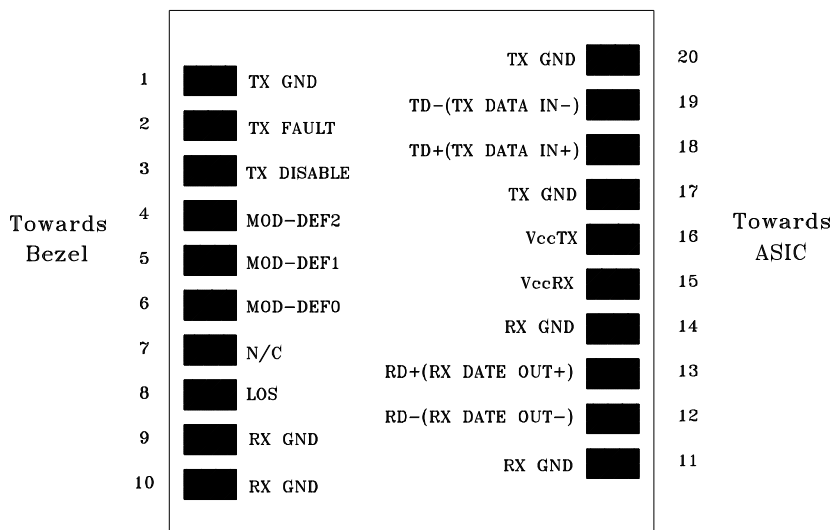 Towards
Bezel
1 TX GND
2 TX FAULT
3 TX DISABLE
4 MOD-DEF2
5 MOD-DEF1
6 MOD-DEF0
7 N/C
8 LOS
9 RX GND
10 RX GND
TX GND 20
TD-(TX DATA IN-) 19
TD+(TX DATA IN+) 18
TX GND 17
VccTX 16
VccRX 15
RX GND 14
RD+(RX DATE OUT+) 13
RD-(RX DATE OUT-) 12
RX GND 11
Towards
ASIC